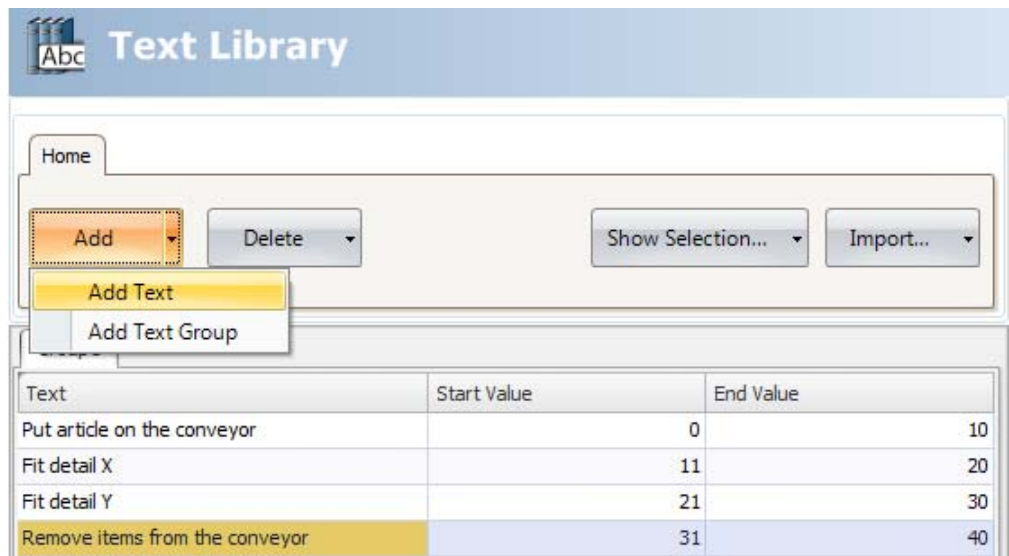 Abc Text Library
Home
Add Delete Show Selection... Import...
Add Text
Add Text Group
Text Start Value End Value
Put article on the conveyor 0 10
Fit detail X 11 20
Fit detail Y 21 30
Remove items from the conveyor 31 40